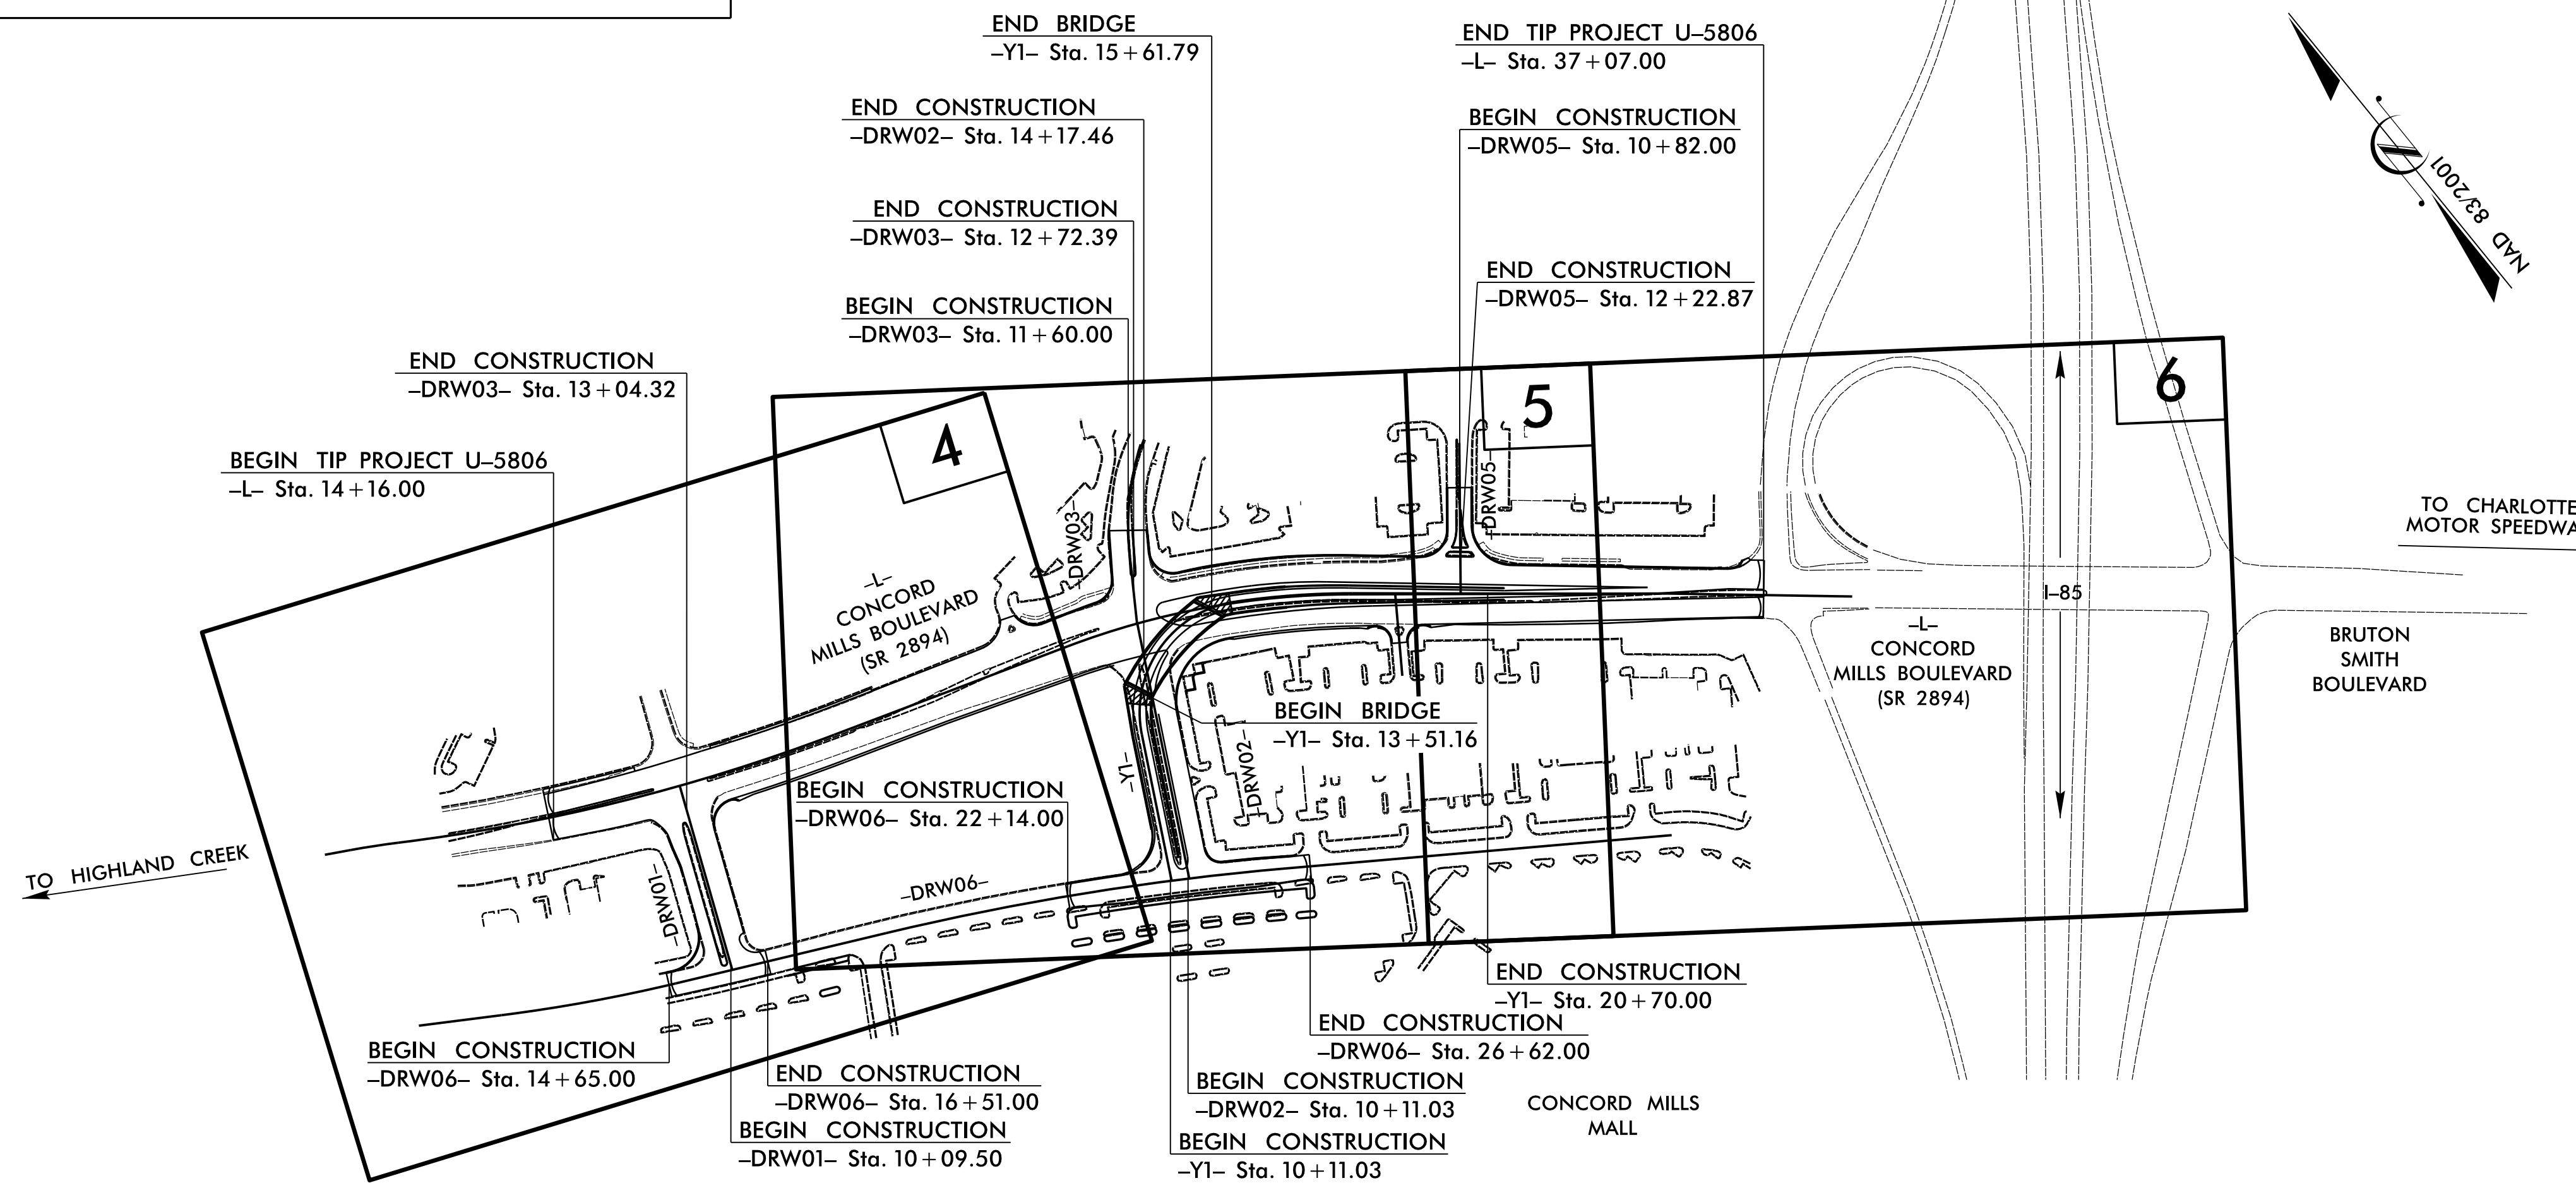 END BRIDGE
–Y1– Sta. 15+61.79
END TIP PROJECT U–5806
–L– Sta. 37+07.00
END CONSTRUCTION
–DRW02– Sta. 14+17.46
BEGIN CONSTRUCTION
–DRW05– Sta. 10+82.00
NAD 83/2001
END CONSTRUCTION
–DRW03– Sta. 12+72.39
END CONSTRUCTION
–DRW05– Sta. 12+22.87
BEGIN CONSTRUCTION
–DRW03– Sta. 11+60.00
END CONSTRUCTION
–DRW03– Sta. 13+04.32
BEGIN TIP PROJECT U–5806
–L– Sta. 14+16.00
4
5
6
–DRW03–
–DRW05–
TO CHARLOTTE
MOTOR SPEEDWA
–L–
CONCORD
MILLS BOULEVARD
(SR 2894)
I–85
–L–
CONCORD
MILLS BOULEVARD
(SR 2894)
BRUTON
SMITH
BOULEVARD
BEGIN BRIDGE
–Y1– Sta. 13+51.16
–Y1–
–DRW02–
BEGIN CONSTRUCTION
–DRW06– Sta. 22+14.00
TO HIGHLAND CREEK
–DRW01–
–DRW06–
END CONSTRUCTION
–Y1– Sta. 20+70.00
END CONSTRUCTION
–DRW06– Sta. 26+62.00
BEGIN CONSTRUCTION
–DRW06– Sta. 14+65.00
END CONSTRUCTION
–DRW06– Sta. 16+51.00
BEGIN CONSTRUCTION
–DRW02– Sta. 10+11.03
CONCORD MILLS
MALL
BEGIN CONSTRUCTION
–DRW01– Sta. 10+09.50
BEGIN CONSTRUCTION
–Y1– Sta. 10+11.03